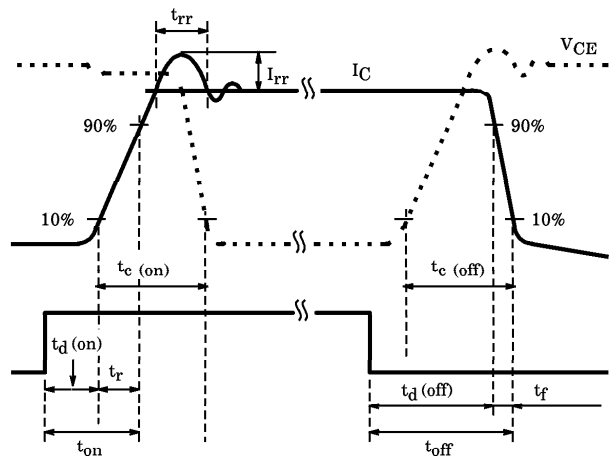 trr
Irr
IC
VCE
90%
90%
10%
10%
tc (on)
tc (off)
td (on)
tr
td (off)
tf
ton
toff